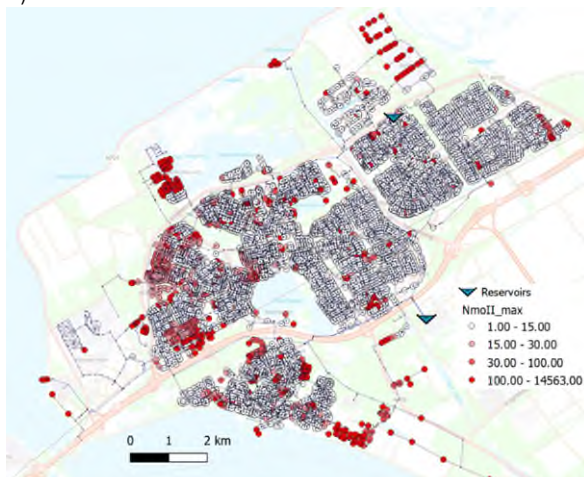 )
Reservoirs
NmoII_max
1.00 - 15.00
15.00 - 30.00
30.00 - 100.00
100.00 - 14563.00
0 1 2 km